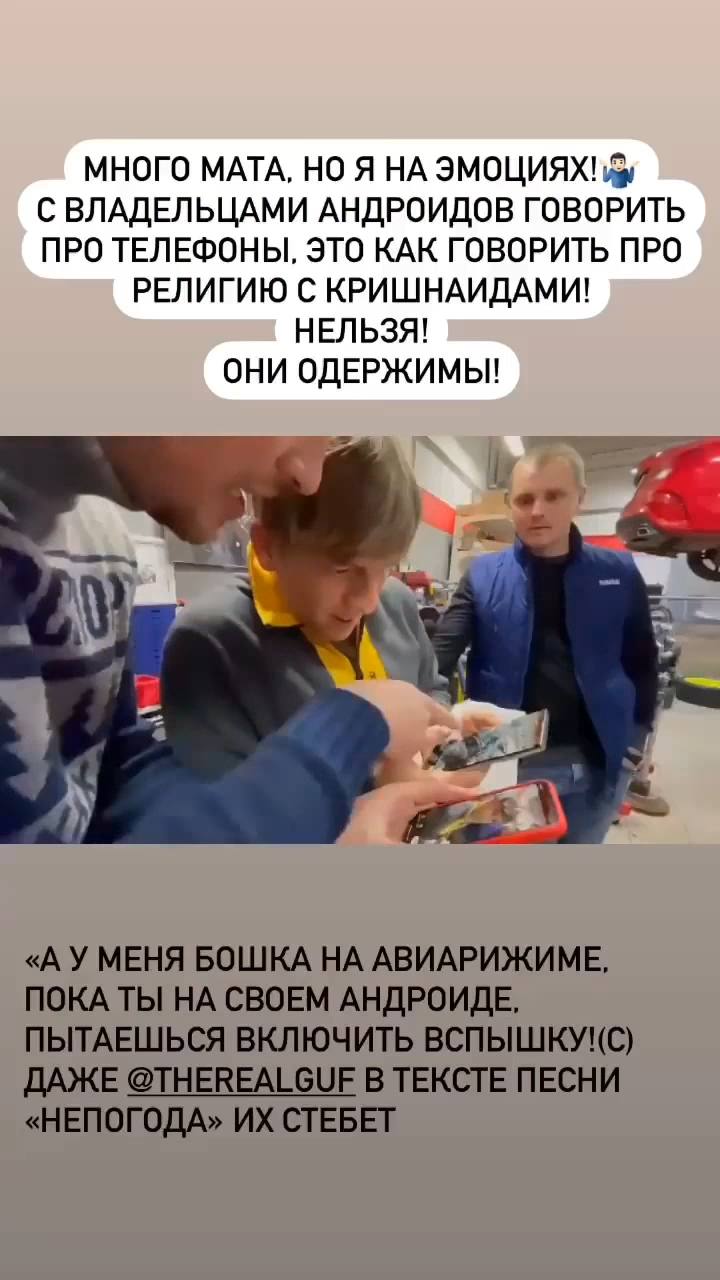 МНОГО МАТА, НО Я НА ЭМОЦИЯХ!🤷🏻‍♂️
С ВЛАДЕЛЬЦАМИ АНДРОИДОВ ГОВОРИТЬ
ПРО ТЕЛЕФОНЫ, ЭТО КАК ГОВОРИТЬ ПРО
РЕЛИГИЮ С КРИШНАИДАМИ!
НЕЛЬЗЯ!
ОНИ ОДЕРЖИМЫ!
«А У МЕНЯ БОШКА НА АВИАРИЖИМЕ,
ПОКА ТЫ НА СВОЕМ АНДРОИДЕ,
ПЫТАЕШЬСЯ ВКЛЮЧИТЬ ВСПЫШКУ!(С)
ДАЖЕ @THEREALGUF В ТЕКСТЕ ПЕСНИ
«НЕПОГОДА» ИХ СТЕБЕТ